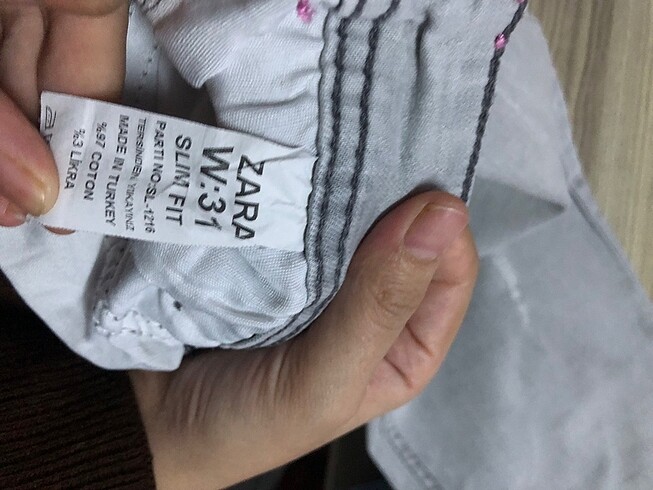 ZARA
W:31
SLIM FIT
PARTI NO:SL-1216
TERSİNDEN YIKAYINIZ
MADE IN TURKEY
%97 COTON
%3 LİKRA